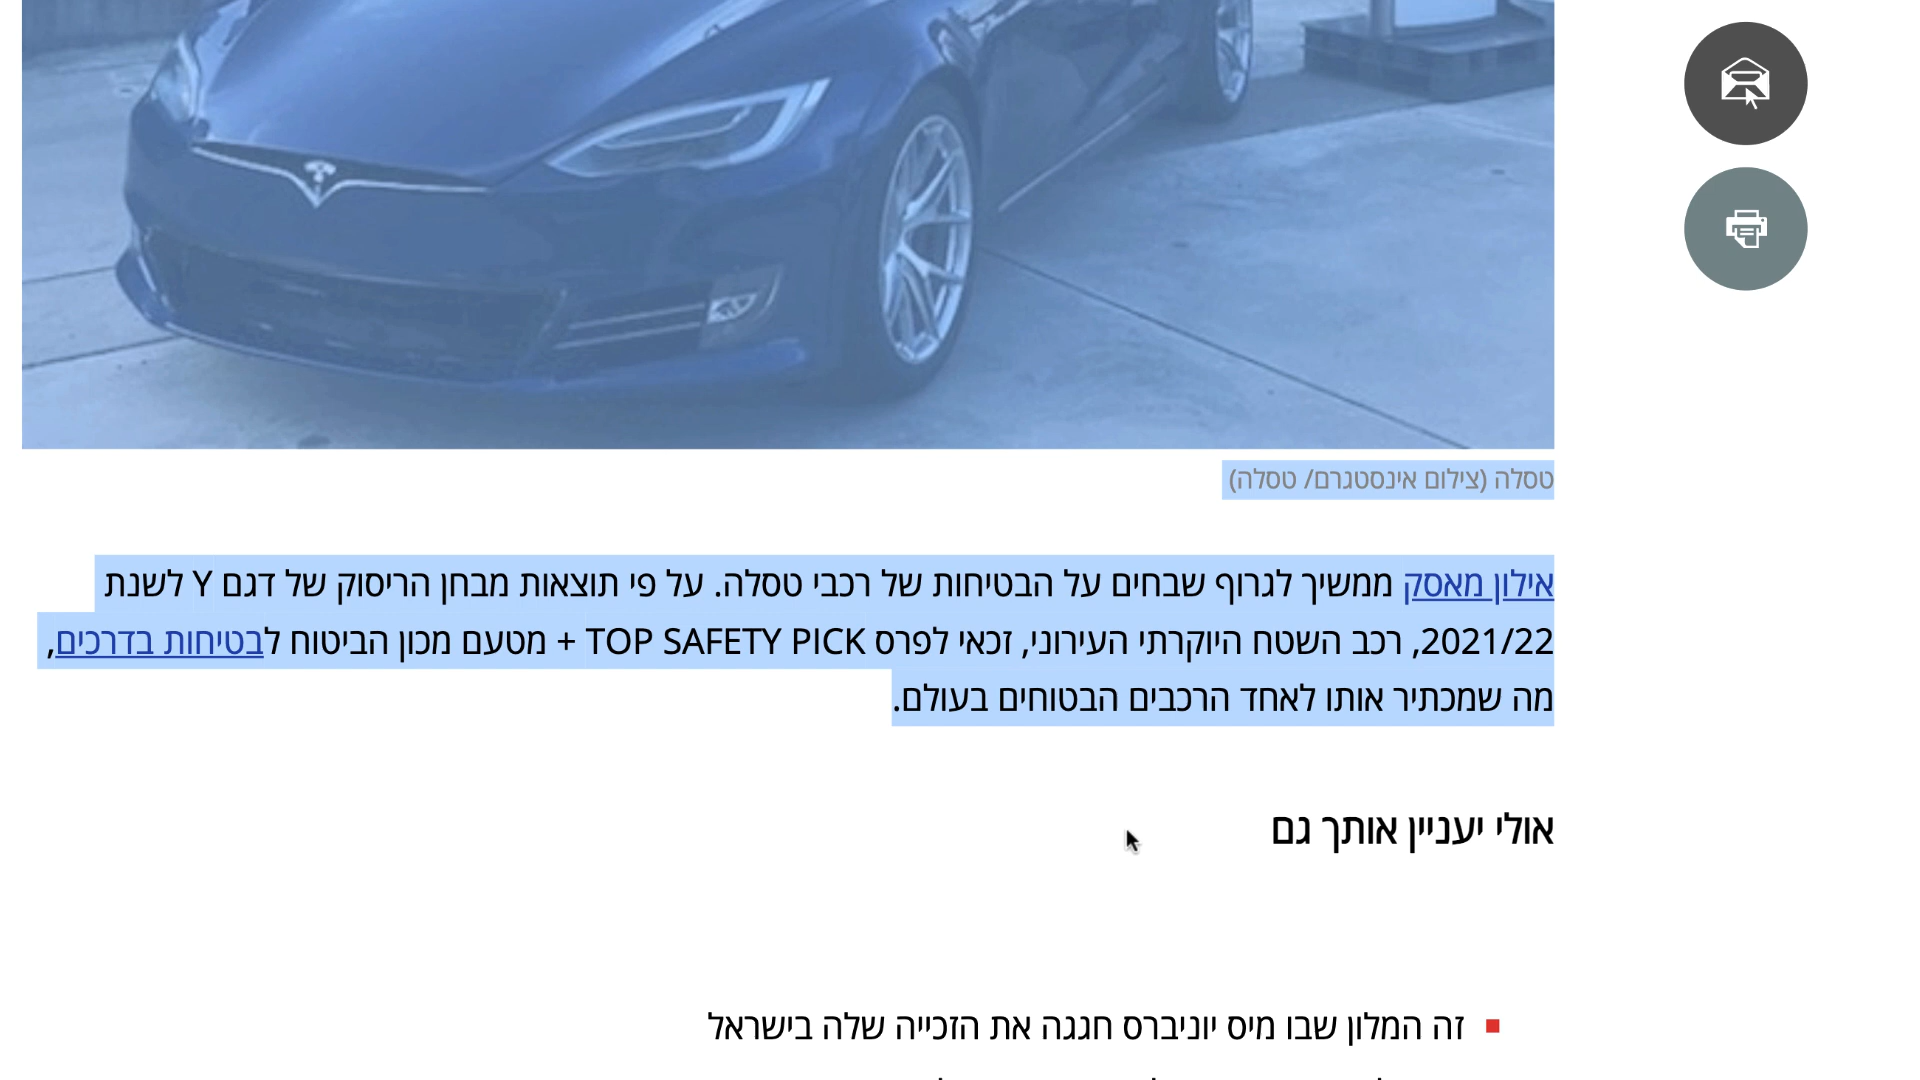 טסלה (צילום אינסטגרם/ טסלה)
אילון מאסק ממשיך לגרוף שבחים על הבטיחות של רכבי טסלה. על פי תוצאות מבחן הריסוק של דגם Y לשנת
2021/22, רכב השטח היוקרתי העירוני, זכאי לפרס TOP SAFETY PICK + מטעם מכון הביטוח לבטיחות בדרכים,
מה שמכתיר אותו לאחד הרכבים הבטוחים בעולם.
אולי יעניין אותך גם
זה המלון שבו מיס יוניברס חגגה את הזכייה שלה בישראל